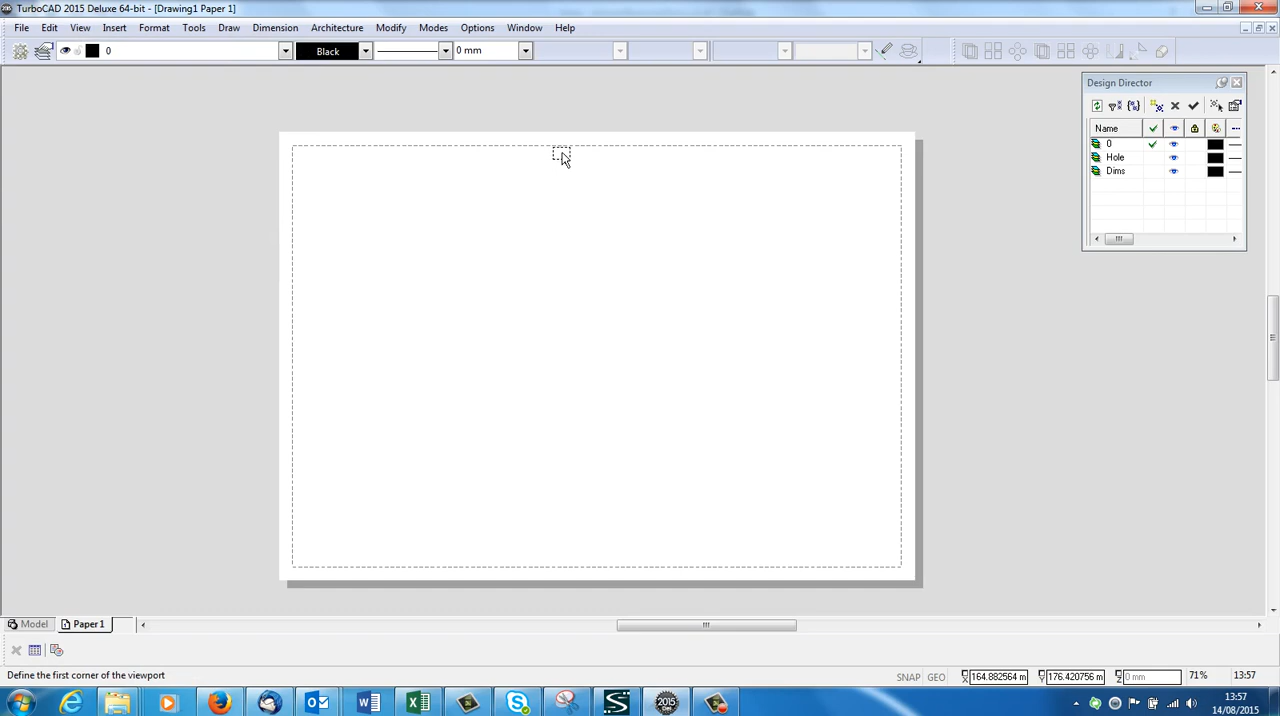 TurboCAD 2015 Deluxe 64-bit - [Drawing1 Paper 1]
File Edit View Insert Format Tools Draw Dimension Architecture Modify Modes Options Window Help
0 Black 0 mm
Design Director
Name
0
Hole
Dims
Model Paper1
Define the first corner of the viewport
SNAP GEO 164.882564 m 176.420756 m 0 mm 71% 13:57
13:57
14/08/2015